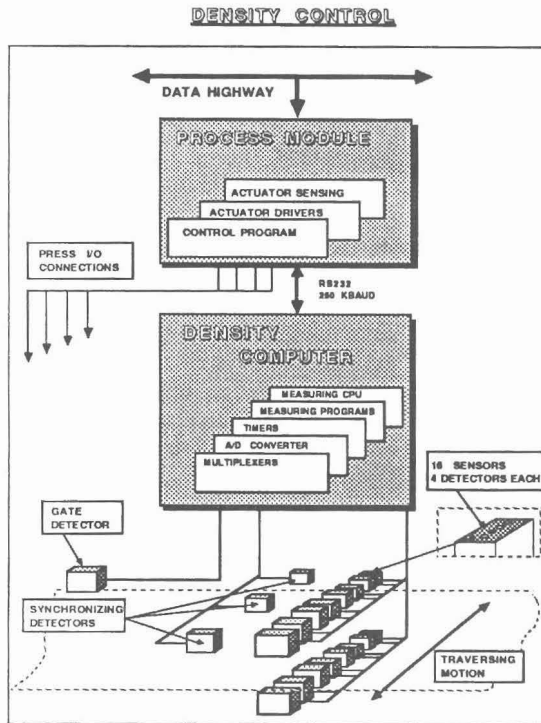 DENSITY CONTROL
DATA HIGHWAY
PROCESS MODULE
ACTUATOR SENSING
ACTUATOR DRIVERS
CONTROL PROGRAM
PRESS I/O
CONNECTIONS
RS232
250 KBAUD
DENSITY
COMPUTER
MEASURING CPU
MEASURING PROGRAMS
TIMERS
A/D CONVERTER
MULTIPLEXERS
16 SENSORS
4 DETECTORS EACH
GATE
DETECTOR
SYNCHRONIZING
DETECTORS
TRAVERSING
MOTION